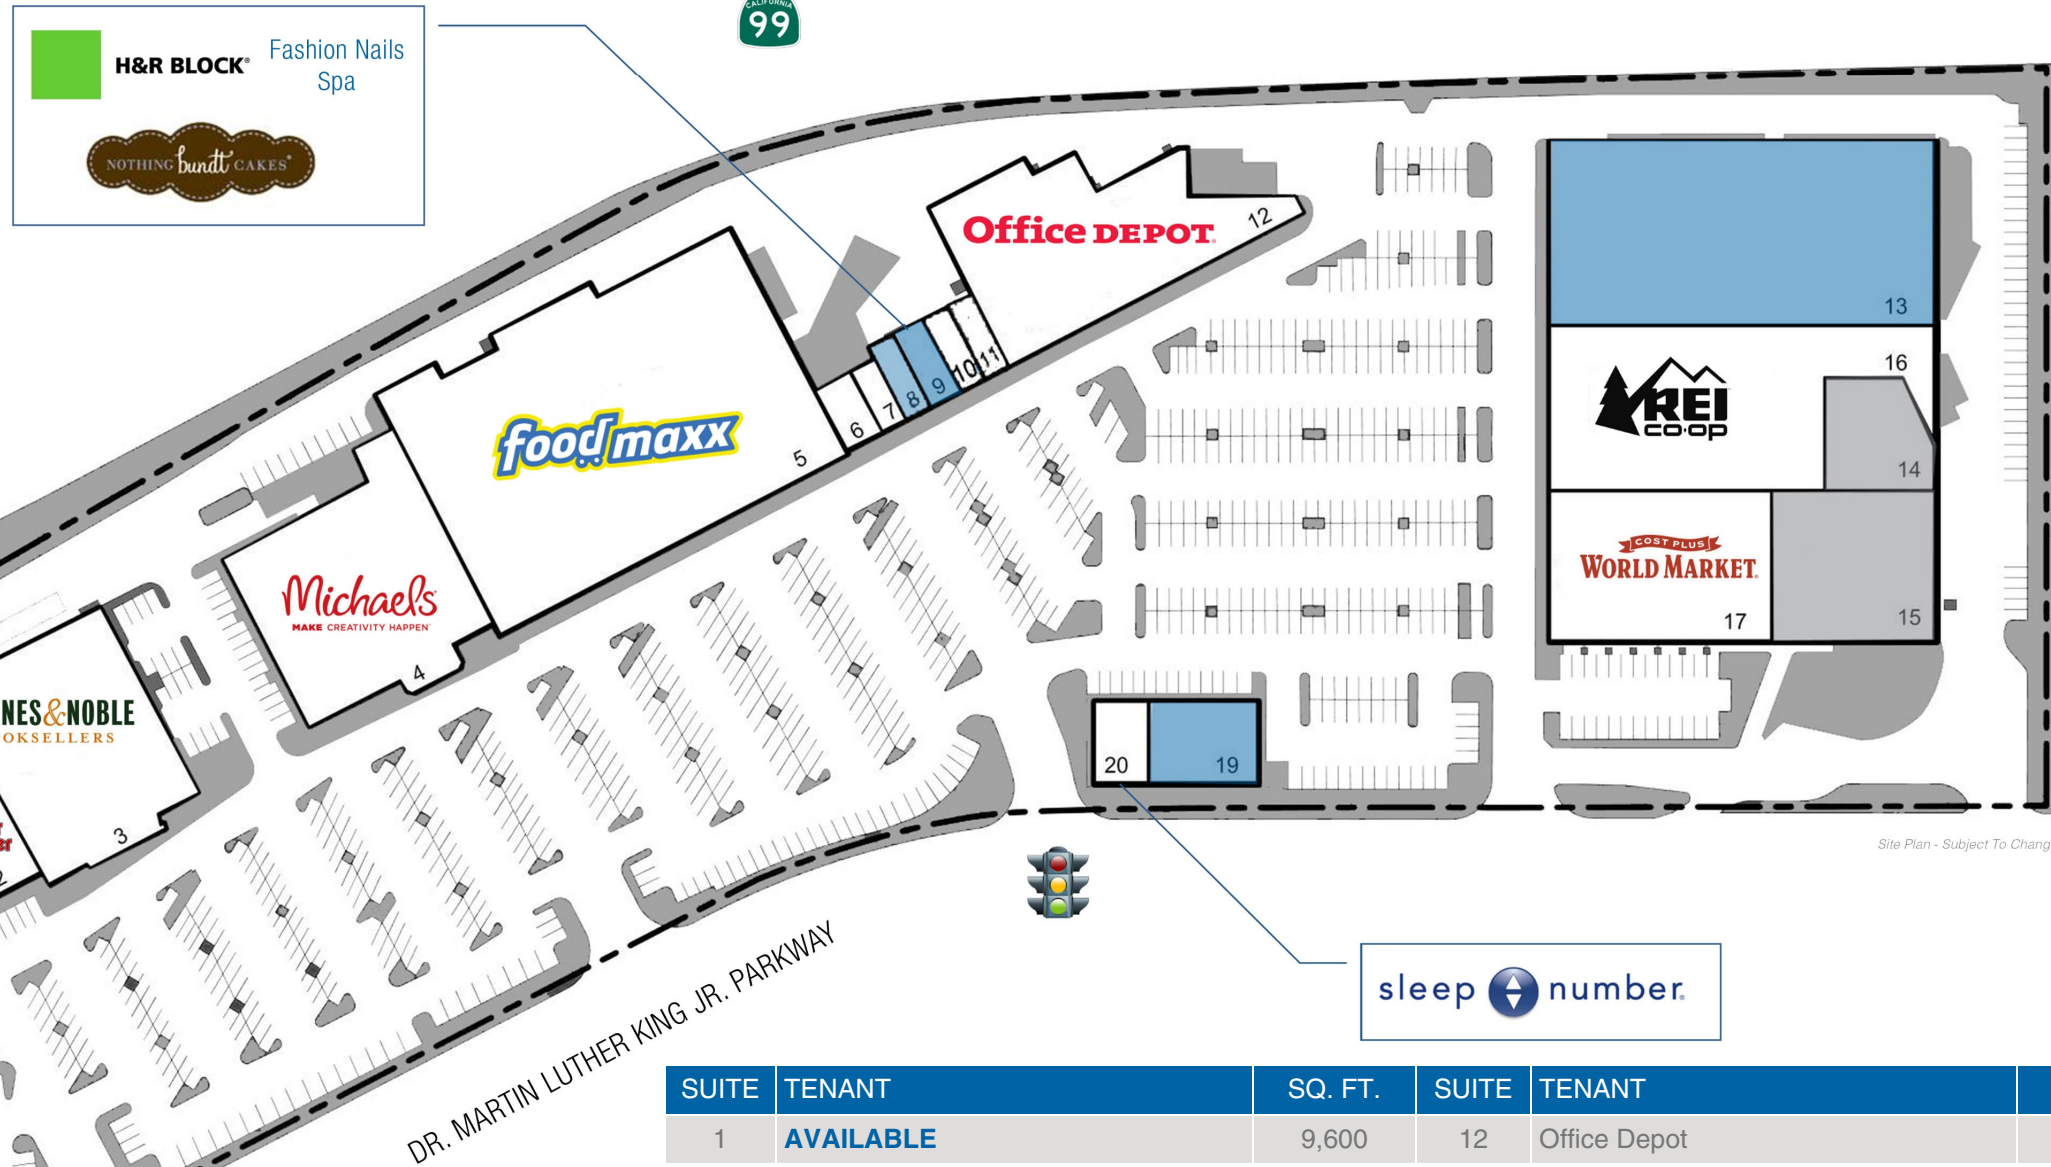 CALIFORNIA
99
H&R BLOCK®
Fashion Nails
Spa
NOTHING bundt CAKES®
Office DEPOT.
12
13
foodmaxx
5
6
7
8
9
10
11
REI
CO·OP
16
14
COST PLUS
WORLD MARKET.
17
15
Michaels
MAKE CREATIVITY HAPPEN™
4
NES&NOBLE
OKSELLERS
3
2
20
19
Site Plan - Subject To Chang
DR. MARTIN LUTHER KING JR. PARKWAY
sleep number.
SUITE TENANT SQ. FT. SUITE TENANT
1 AVAILABLE 9,600 12 Office Depot